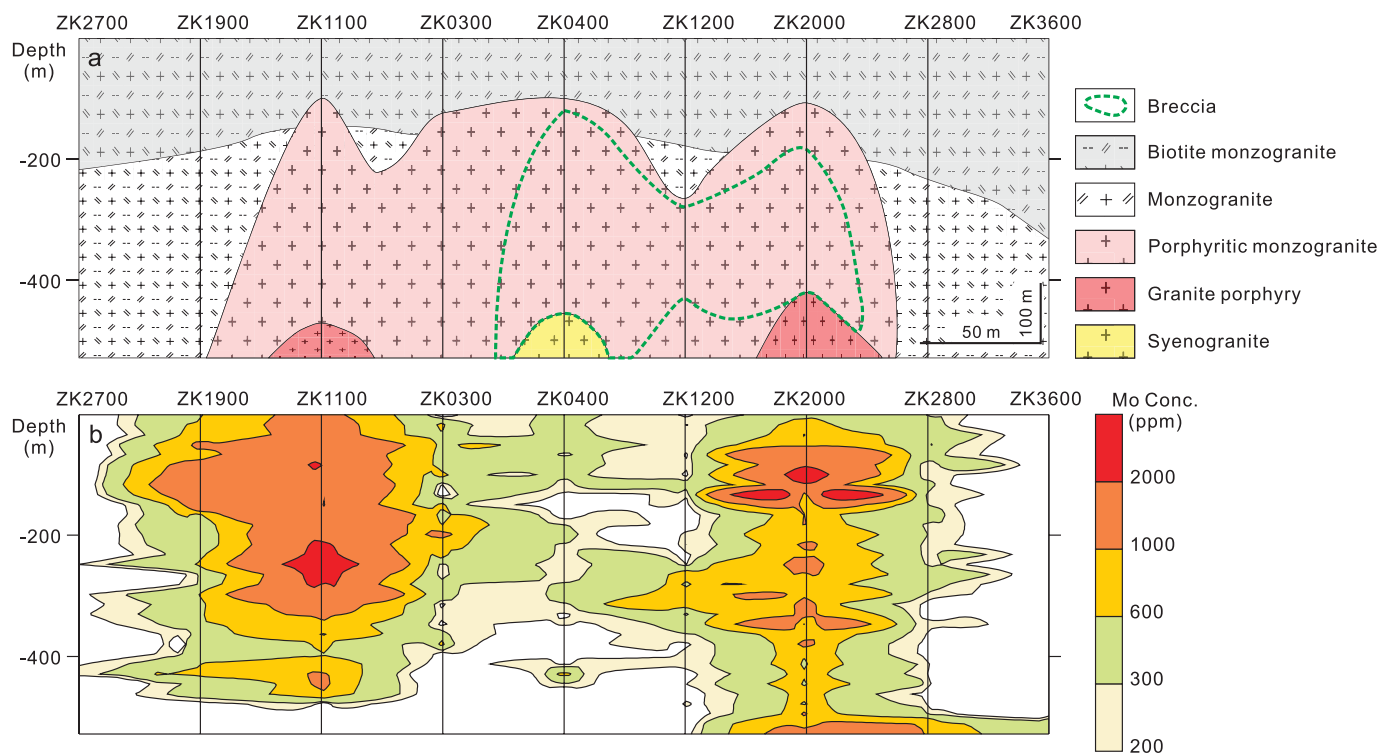 ZK2700 ZK1900 ZK1100 ZK0300 ZK0400 ZK1200 ZK2000 ZK2800 ZK3600
Depth
(m)
a
-200
-400
50 m
100 m
Breccia
Biotite monzogranite
Monzogranite
Porphyritic monzogranite
Granite porphyry
Syenogranite
ZK2700 ZK1900 ZK1100 ZK0300 ZK0400 ZK1200 ZK2000 ZK2800 ZK3600
Depth
(m)
b
-200
-400
Mo Conc.
(ppm)
2000
1000
600
300
200